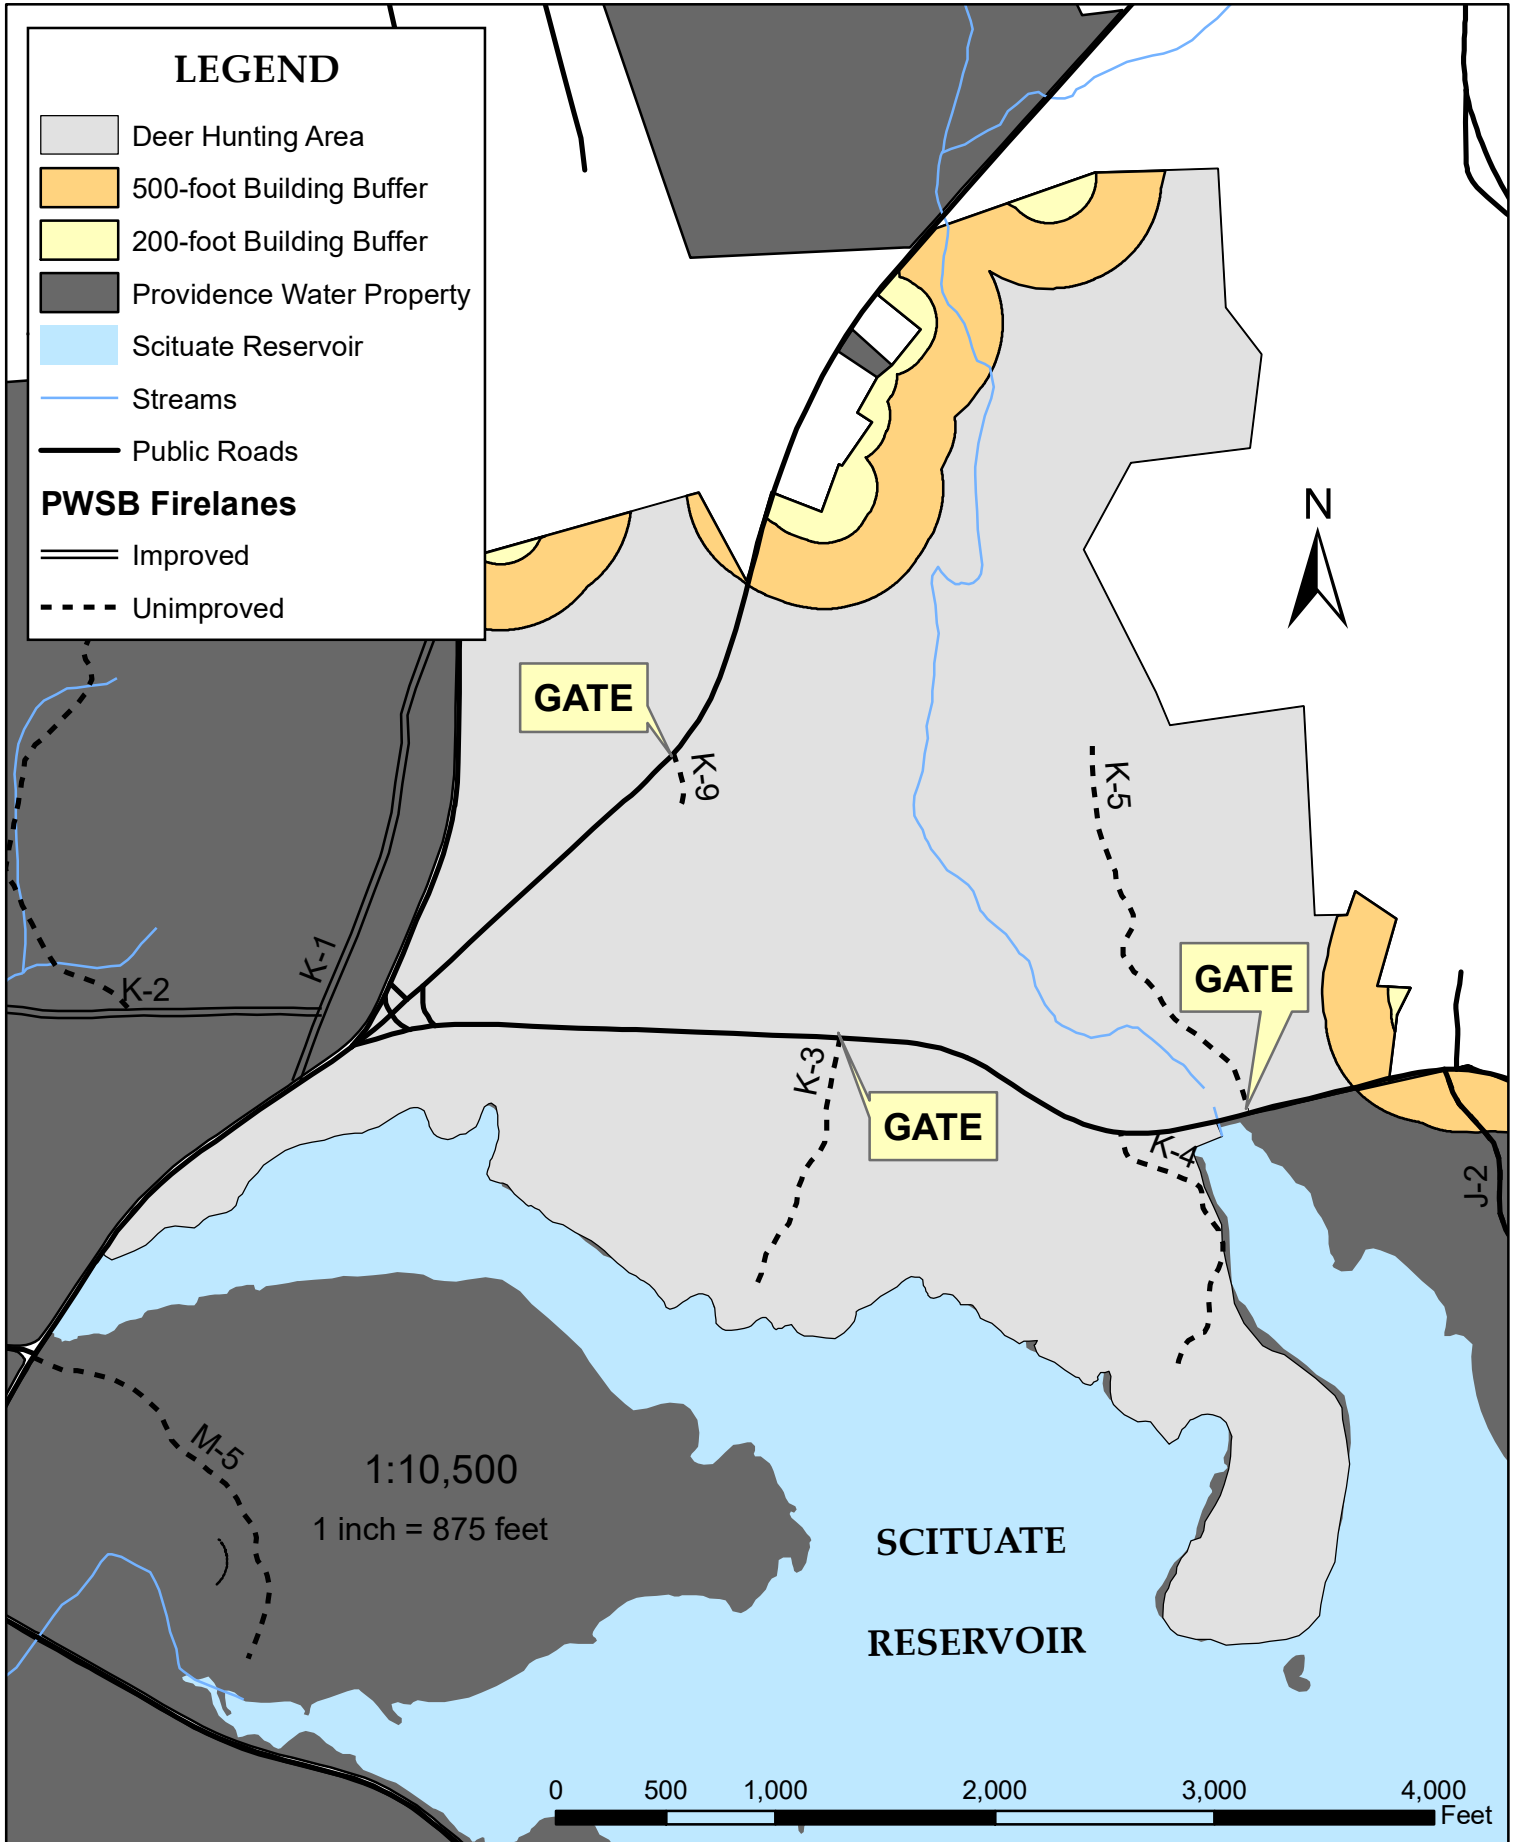 LEGEND
Deer Hunting Area
500-foot Building Buffer
200-foot Building Buffer
Providence Water Property
Scituate Reservoir
Streams
Public Roads
PWSB Firelanes
Improved
Unimproved
N
GATE
K-9
K-5
K-1
K-2
GATE
K-3
GATE
K-4
J-2
M-5
1:10,500
1 inch = 875 feet
SCITUATE
RESERVOIR
0 500 1,000 2,000 3,000 4,000
Feet